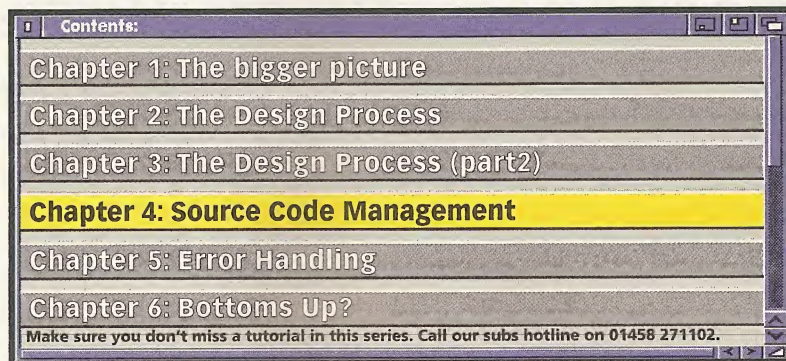 Contents:
Chapter 1: The bigger picture
Chapter 2: The Design Process
Chapter 3: The Design Process (part2)
Chapter 4: Source Code Management
Chapter 5: Error Handling
Chapter 6: Bottoms Up?
Make sure you don't miss a tutorial in this series. Call our subs hotline on 01458 271102.